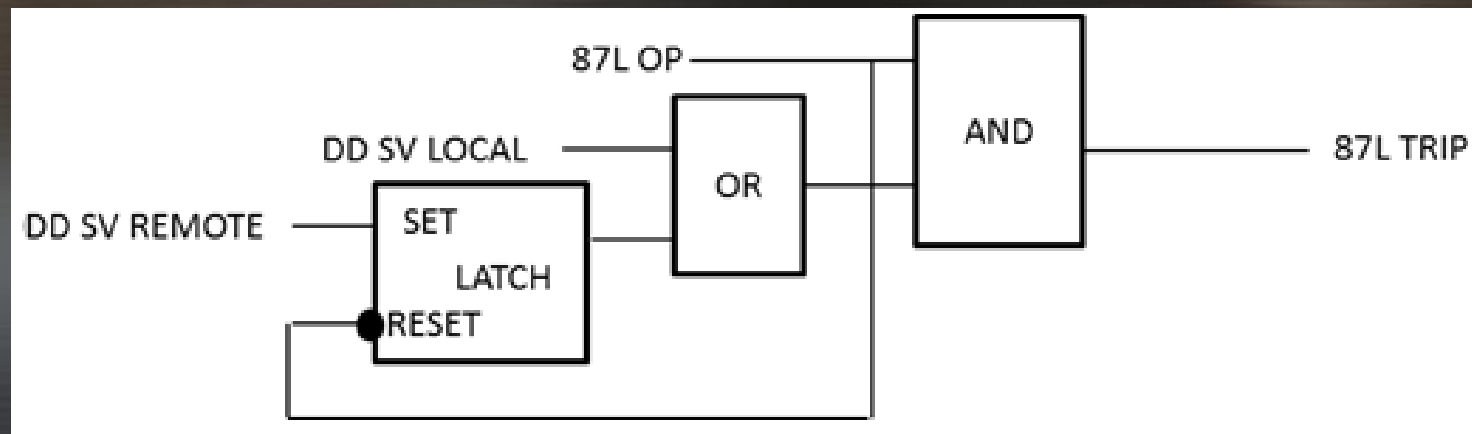 87L OP
AND
DD SV LOCAL
87L TRIP
OR
DD SV REMOTE
SET
LATCH
RESET